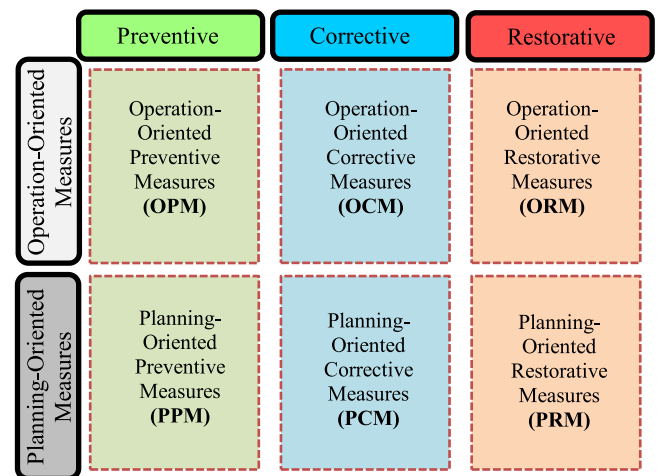 Preventive
Corrective
Restorative
Operation-Oriented
Measures
Operation-
Oriented
Preventive
Measures
(OPM)
Operation-
Oriented
Corrective
Measures
(OCM)
Operation-
Oriented
Restorative
Measures
(ORM)
Planning-Oriented
Measures
Planning-
Oriented
Preventive
Measures
(PPM)
Planning-
Oriented
Corrective
Measures
(PCM)
Planning-
Oriented
Restorative
Measures
(PRM)